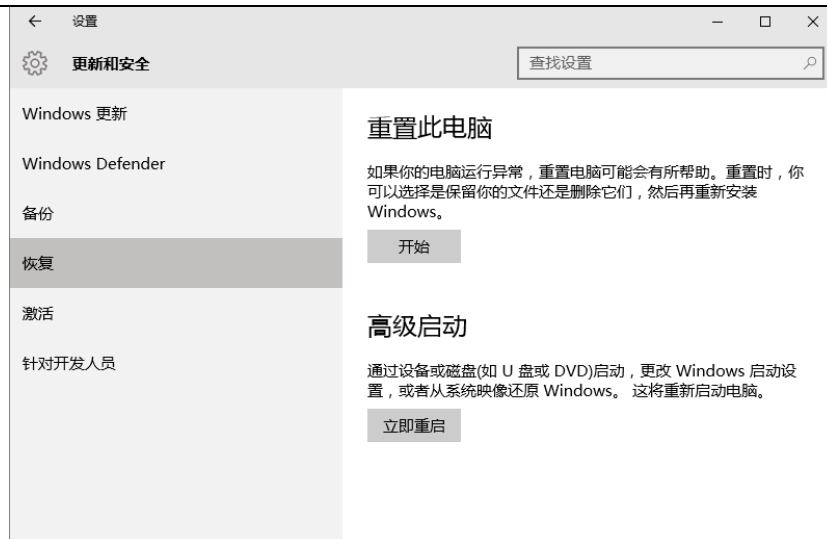 设置
更新和安全
查找设置
Windows 更新
Windows Defender
备份
恢复
激活
针对开发人员
重置此电脑
如果你的电脑运行异常，重置电脑可能会有所帮助。重置时，你
可以选择是保留你的文件还是删除它们，然后再重新安装
Windows。
开始
高级启动
通过设备或磁盘(如 U 盘或 DVD)启动，更改 Windows 启动设
置，或者从系统映像还原 Windows。 这将重新启动电脑。
立即重启